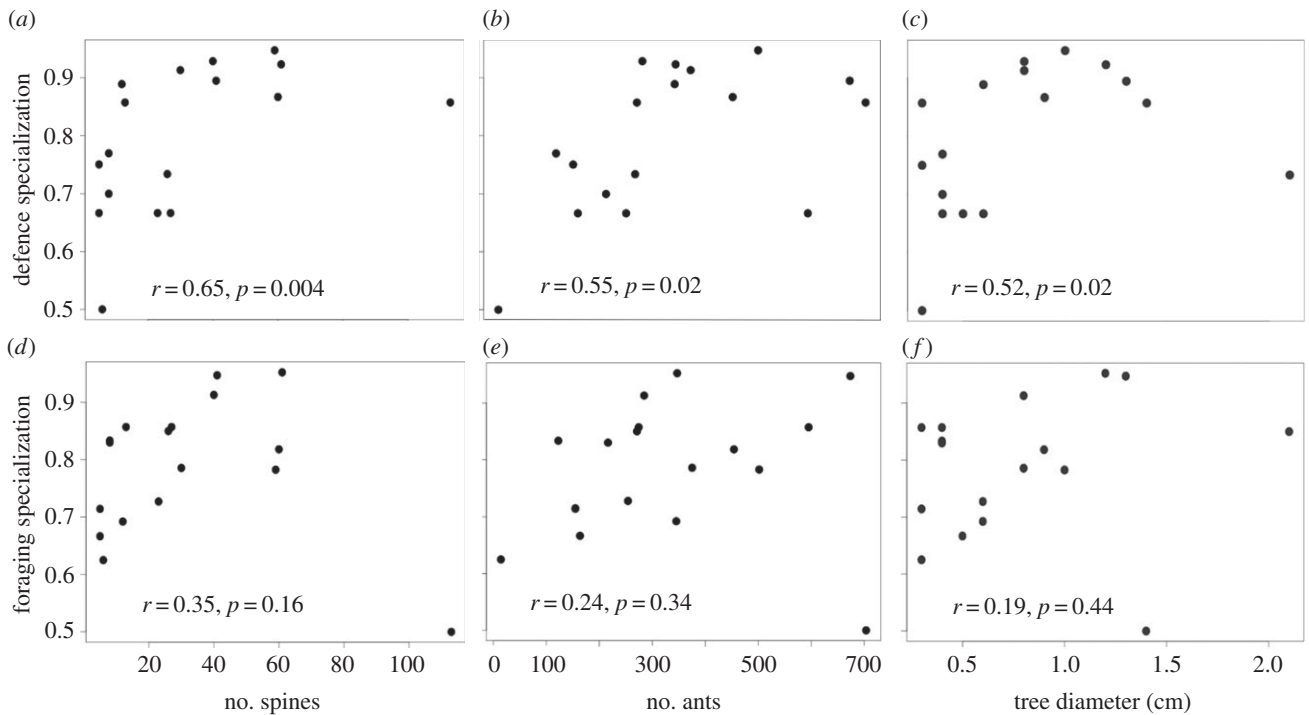 (a)
(b)
(c)
defence specialization
0.9
0.8
0.7
0.6
0.5
r = 0.65, p = 0.004
r = 0.55, p = 0.02
r = 0.52, p = 0.02
(d)
(e)
(f)
foraging specialization
0.9
0.8
0.7
0.6
0.5
r = 0.35, p = 0.16
r = 0.24, p = 0.34
r = 0.19, p = 0.44
20 40 60 80 100
0 100 300 500 700
0.5 1.0 1.5 2.0
no. spines
no. ants
tree diameter (cm)